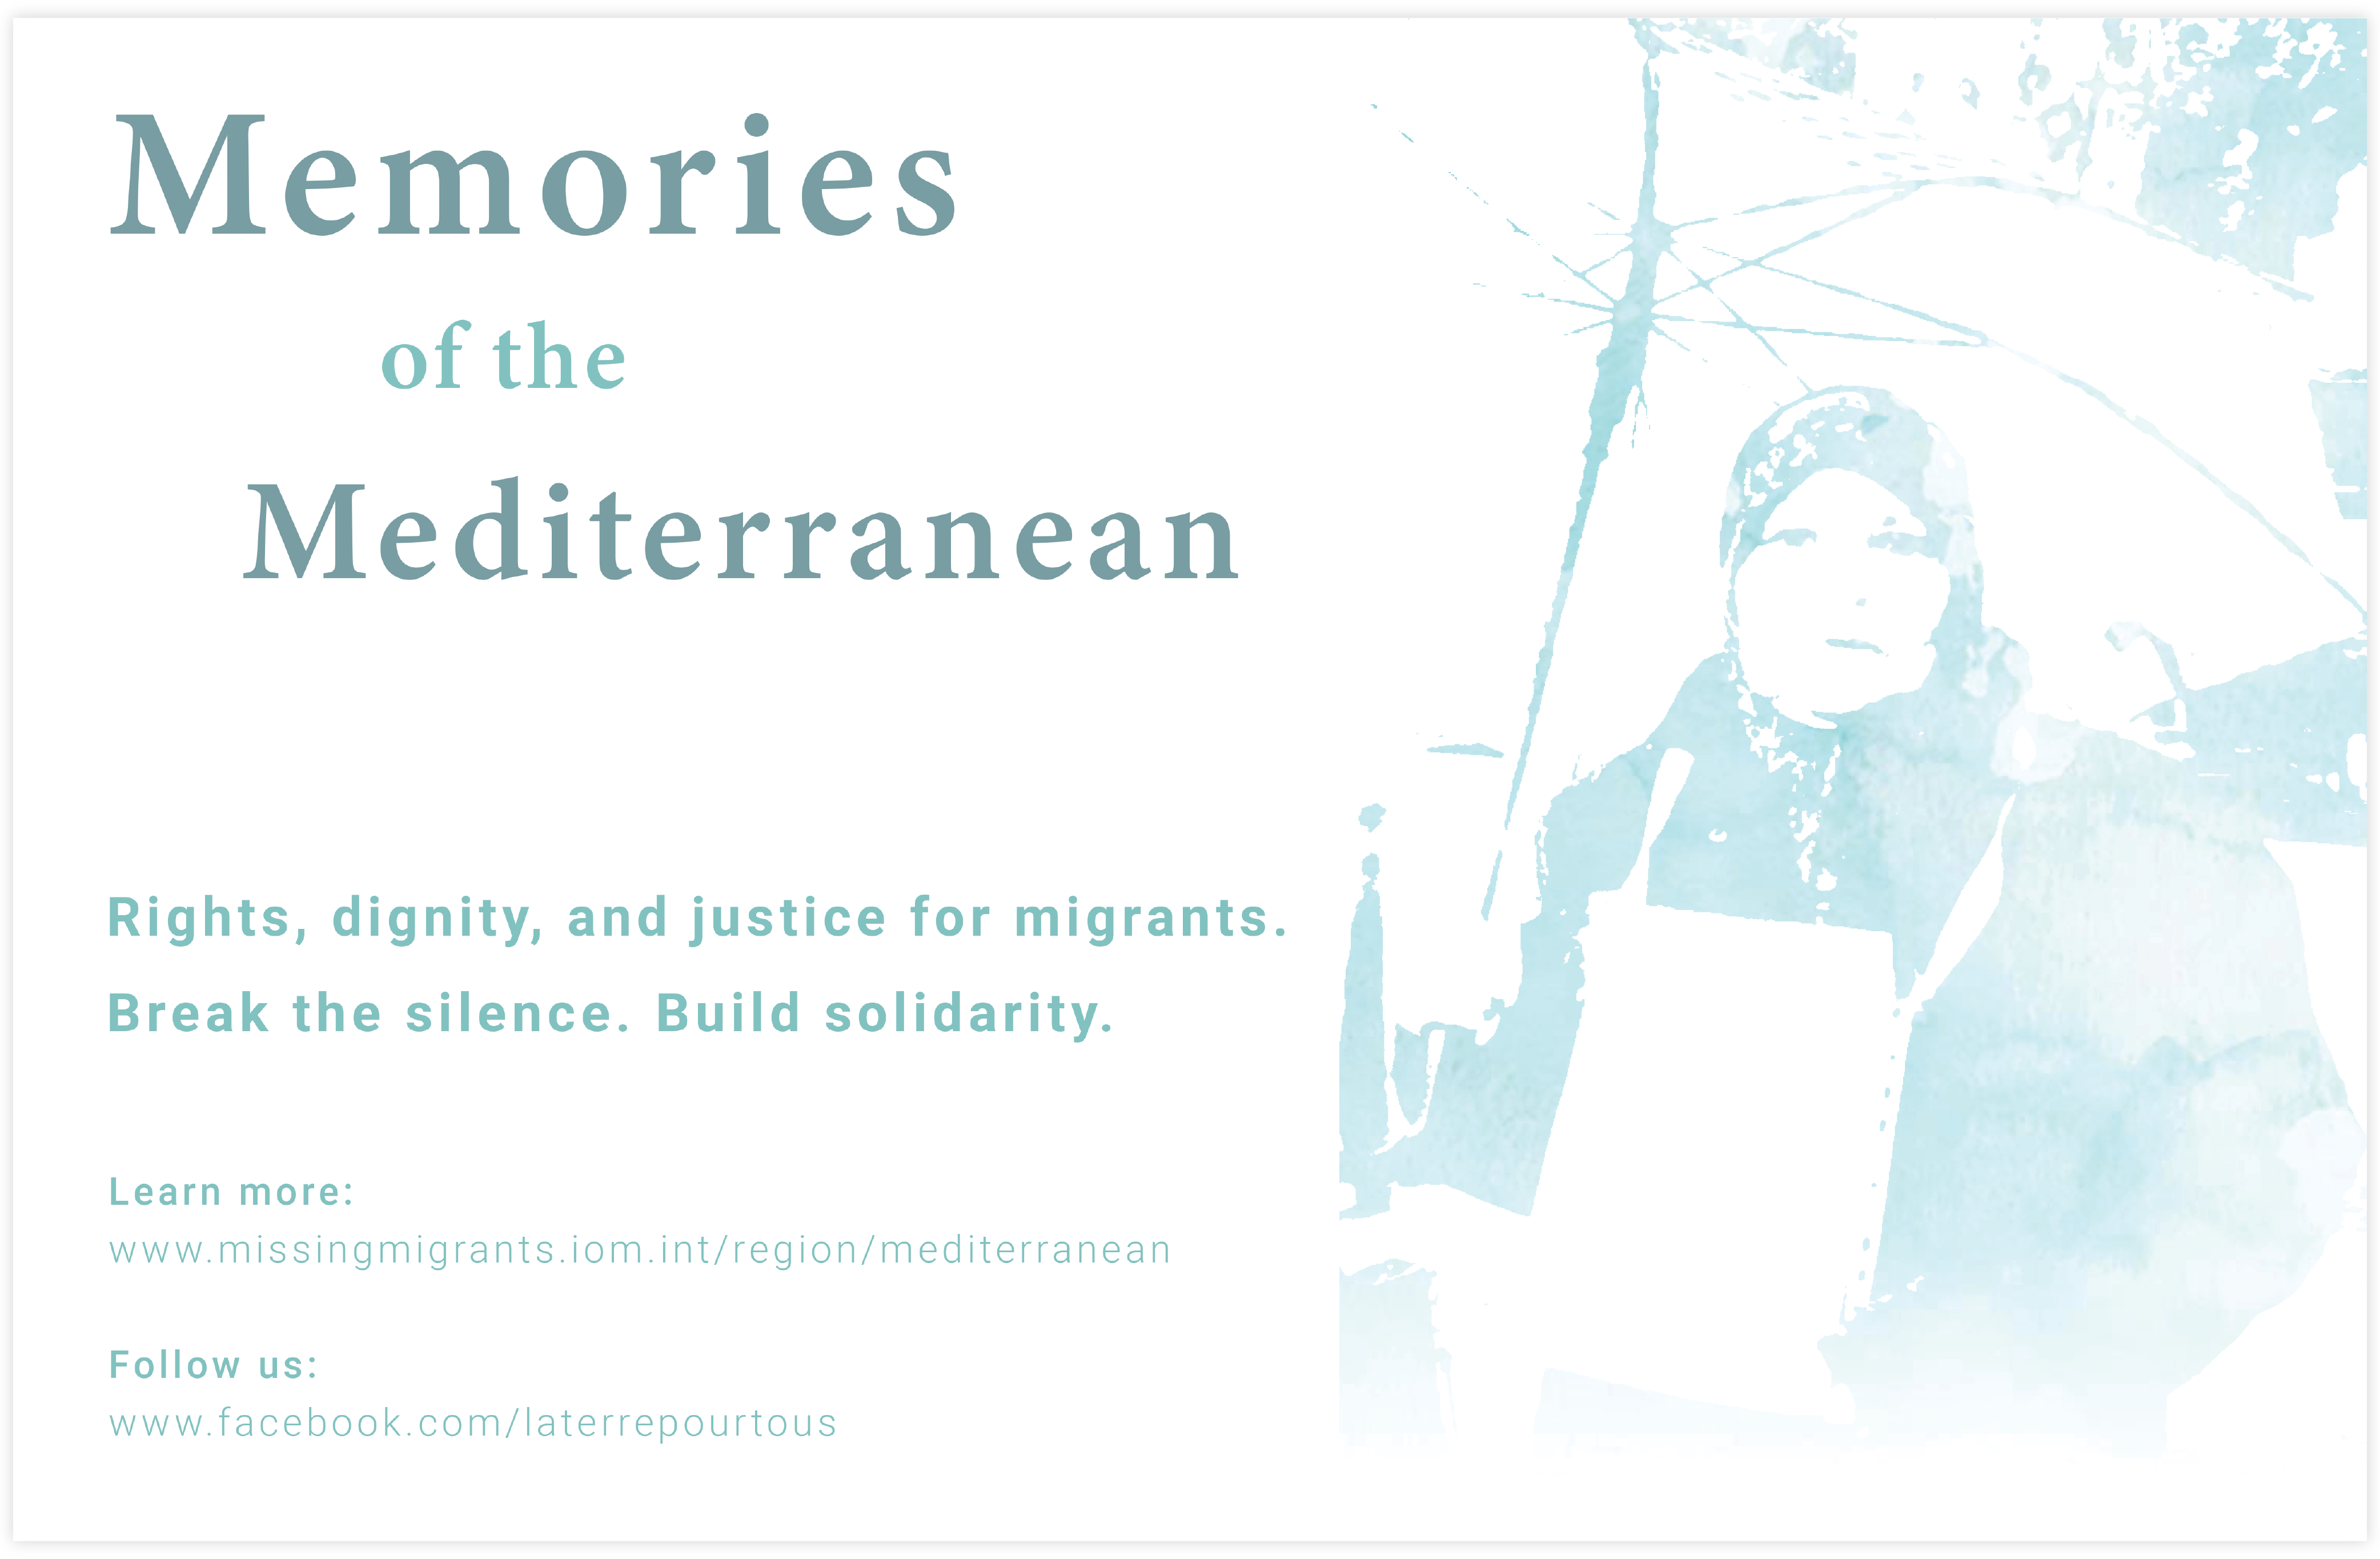 Memories
of the
Mediterranean
Rights, dignity, and justice for migrants.
Break the silence. Build solidarity.
Learn more:
www.missingmigrants.iom.int/region/mediterranean
Follow us:
www.facebook.com/laterrepourtous